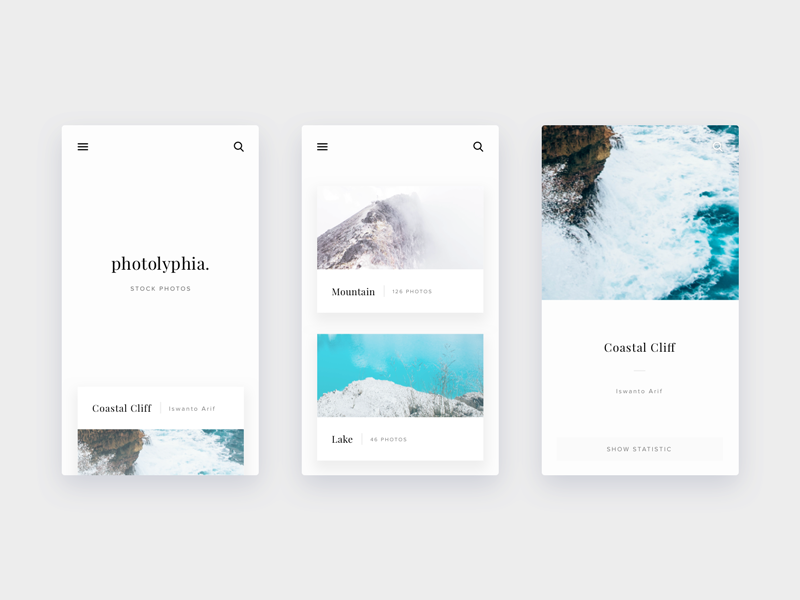 photolyphia.
STOCK PHOTOS
Coastal Cliff
Iswanto Arif
Mountain
126 PHOTOS
Lake
46 PHOTOS
Coastal Cliff
Iswanto Arif
SHOW STATISTIC